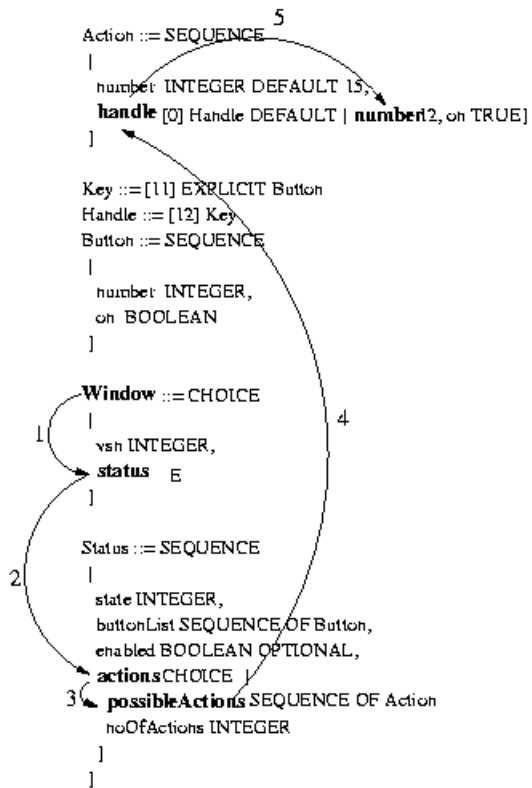 5
Action ::= SEQUENCE
|
number INTEGER DEFAULT 15,
handle [0] Handle DEFAULT | number12, on TRUE]
]
Key ::= [11] EXPLICIT Button
Handle ::= [12] Key
Button ::= SEQUENCE
|
number INTEGER,
on BOOLEAN
]
Window ::= CHOICE
|
4
1
vsn INTEGER,
status E
]
Status ::= SEQUENCE
2
|
state INTEGER,
buttonList SEQUENCE OF Button,
enabled BOOLEAN OPTIONAL,
actions CHOICE |
3
possibleActions SEQUENCE OF Action
noOfActions INTEGER
]
]